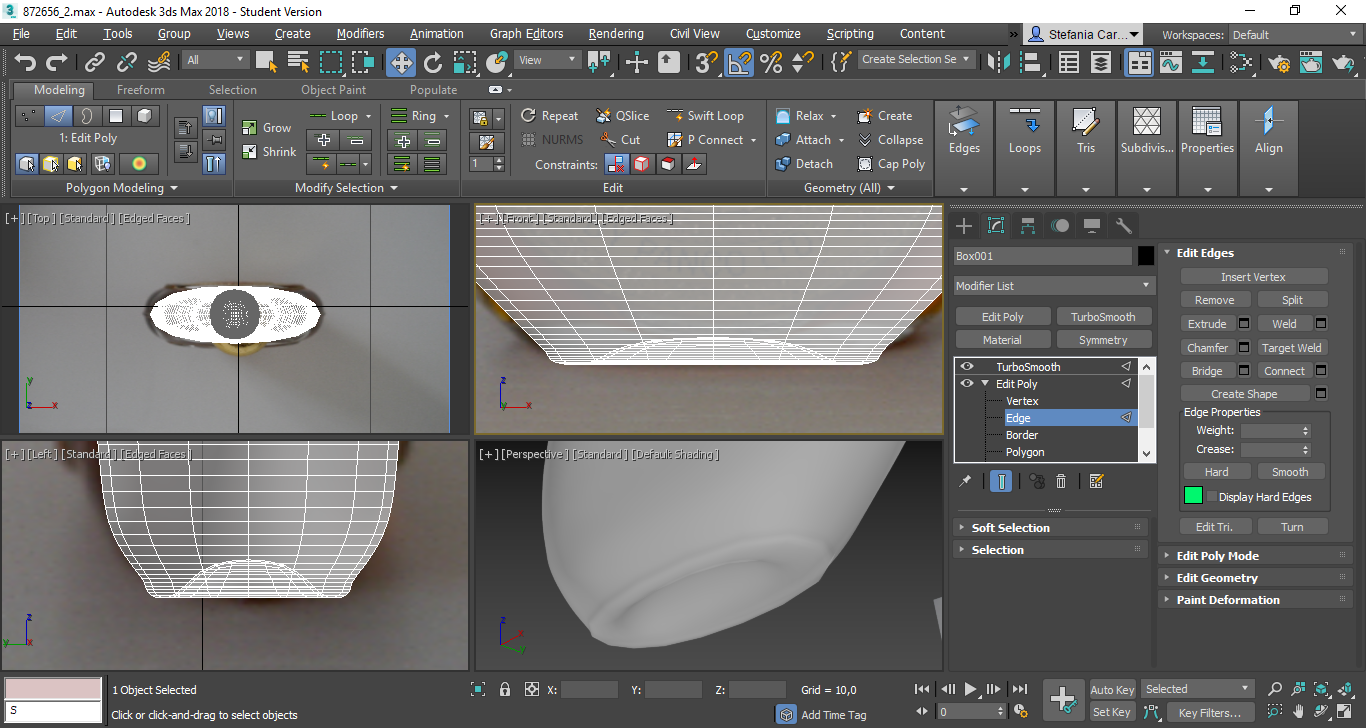 872656_2.max - Autodesk 3ds Max 2018 - Student Version
File Edit Tools Group Views Create Modifiers Animation Graph Editors Rendering Civil View Customize Scripting Content » Stefania Car... Workspaces: Default
All View Create Selection Se
Modeling Freeform Selection Object Paint Populate
Loop Ring Repeat QSlice Swift Loop Relax Create
1: Edit Poly Grow NURMS Cut P Connect Attach Collapse
Shrink 1 Constraints: Detach Cap Poly
Edges Loops Tris Subdivis... Properties Align
Polygon Modeling Modify Selection Edit Geometry (All)
[+] [Top] [Standard] [Edged Faces]
[+] [Front] [Standard] [Edged Faces]
[+] [Left] [Standard] [Edged Faces]
[+] [Perspective] [Standard] [Default Shading]
y
x
z
z
y
x
z
y
x
z
x
y
Box001
Modifier List
Edit Poly TurboSmooth
Material Symmetry
TurboSmooth
Edit Poly
Vertex
Edge
Border
Polygon
Soft Selection
Selection
Edit Edges
Insert Vertex
Remove Split
Extrude Weld
Chamfer Target Weld
Bridge Connect
Create Shape
Edge Properties
Weight:
Crease:
Hard Smooth
Display Hard Edges
Edit Tri. Turn
Edit Poly Mode
Edit Geometry
Paint Deformation
1 Object Selected X: Y: Z: Grid = 10,0 Auto Key Selected
S Click or click-and-drag to select objects Add Time Tag 0 Set Key Key Filters...